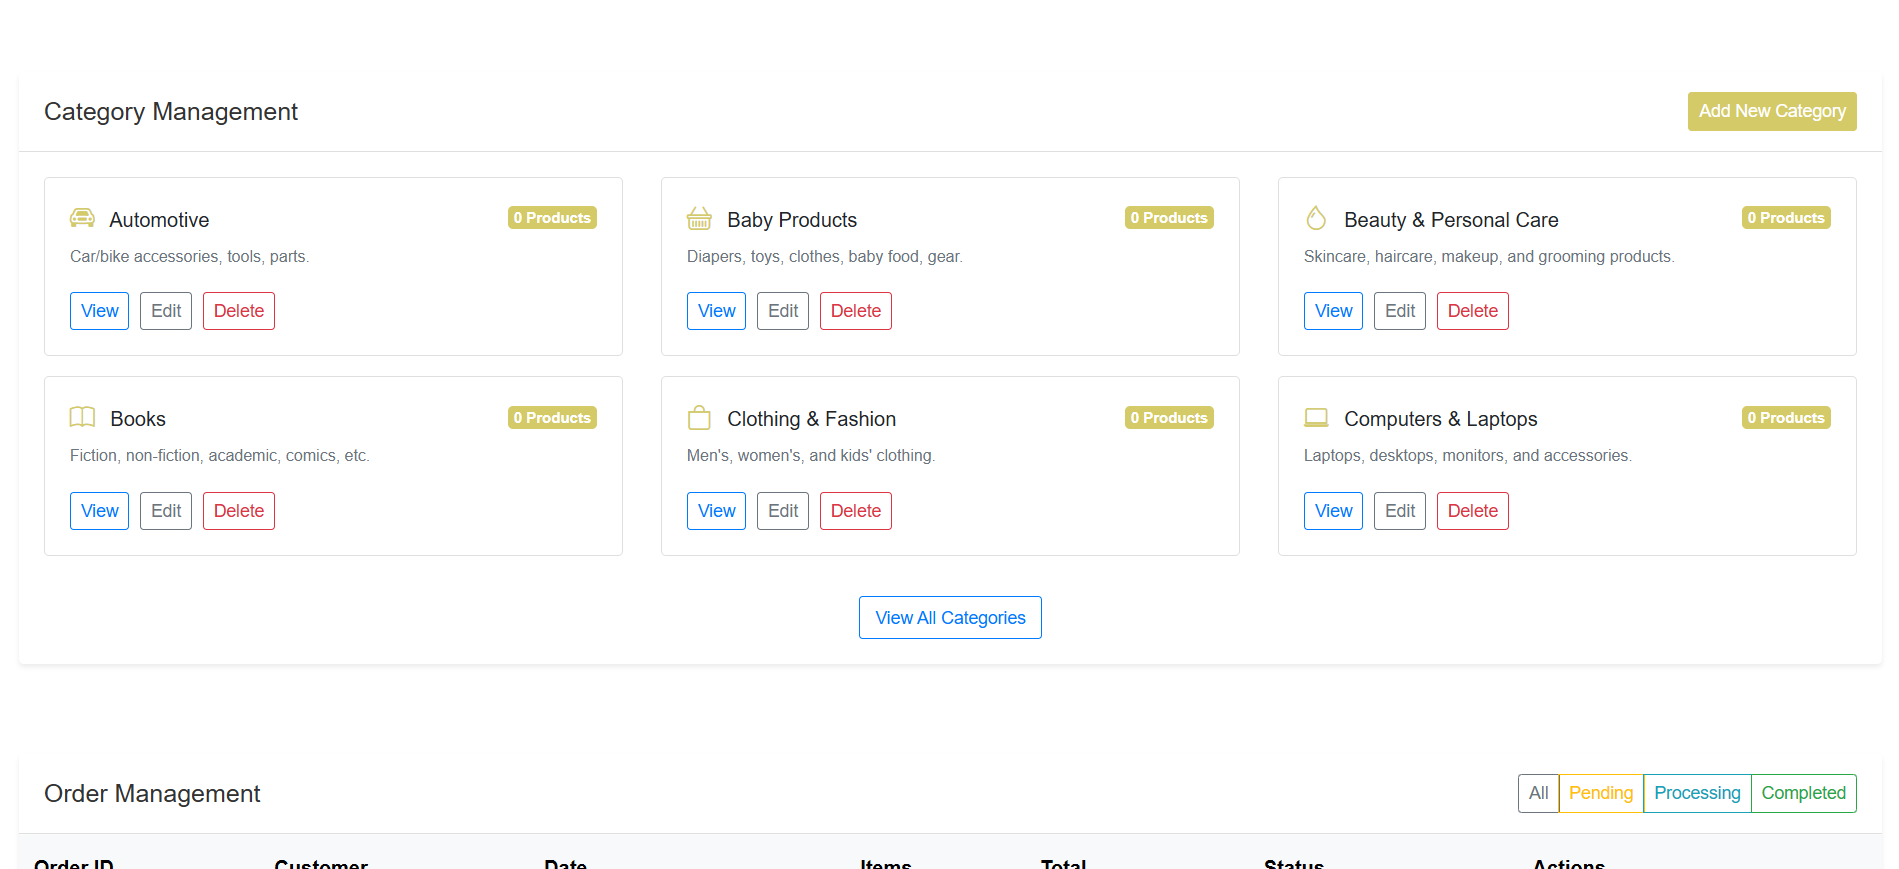 Category Management
Add New Category
Automotive
0 Products
Car/bike accessories, tools, parts.
View Edit Delete
Baby Products
0 Products
Diapers, toys, clothes, baby food, gear.
View Edit Delete
Beauty & Personal Care
0 Products
Skincare, haircare, makeup, and grooming products.
View Edit Delete
Books
0 Products
Fiction, non-fiction, academic, comics, etc.
View Edit Delete
Clothing & Fashion
0 Products
Men's, women's, and kids' clothing.
View Edit Delete
Computers & Laptops
0 Products
Laptops, desktops, monitors, and accessories.
View Edit Delete
View All Categories
Order Management
All Pending Processing Completed
Order ID Customer Date Items Total Status Actions